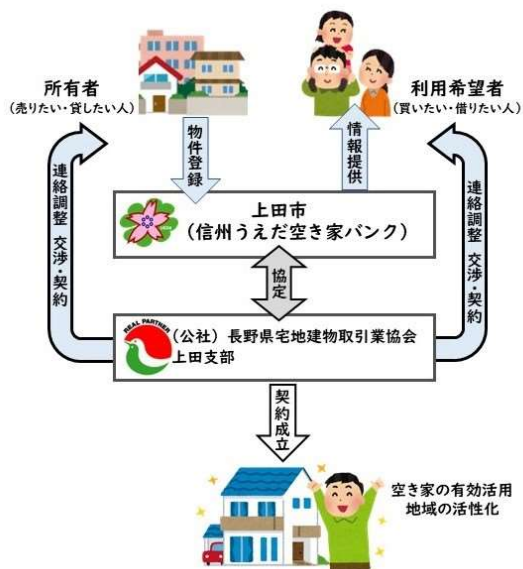 所有者
(売りたい・貸したい人)
利用希望者
(買いたい・借りたい人)
物件登録
情報提供
連絡調整 交渉・契約
連絡調整 交渉・契約
上田市
(信州うえだ空き家バンク)
協定
REAL PARTNER
(公社)長野県宅地建物取引業協会
上田支部
契約成立
空き家の有効活用
地域の活性化